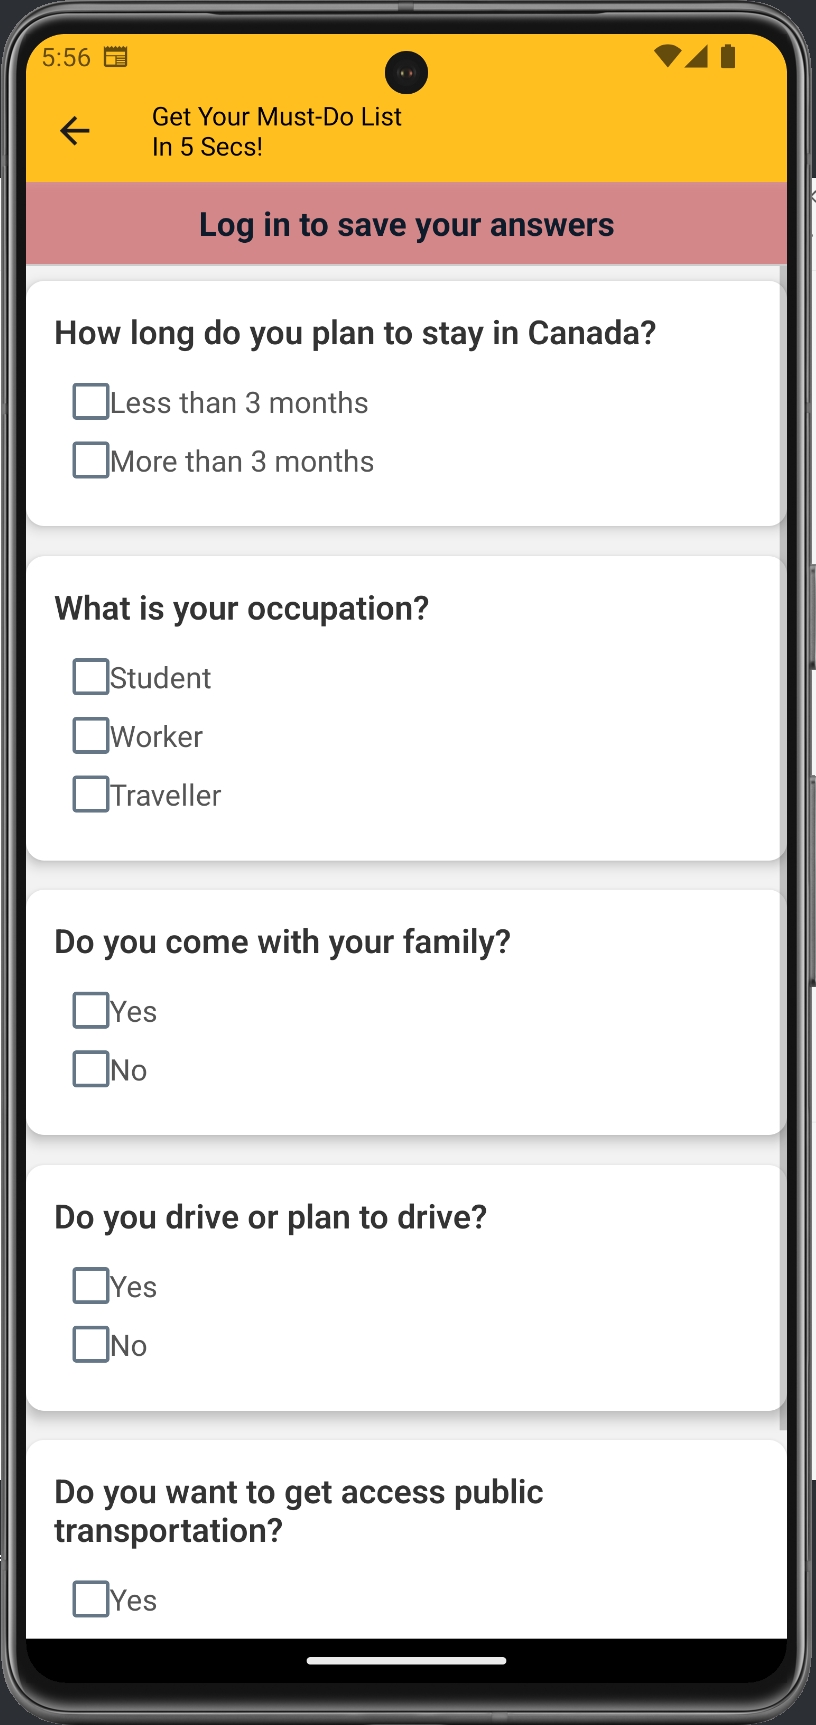 5:56
Get Your Must-Do List
In 5 Secs!
Log in to save your answers
How long do you plan to stay in Canada?
Less than 3 months
More than 3 months
What is your occupation?
Student
Worker
Traveller
Do you come with your family?
Yes
No
Do you drive or plan to drive?
Yes
No
Do you want to get access public
transportation?
Yes